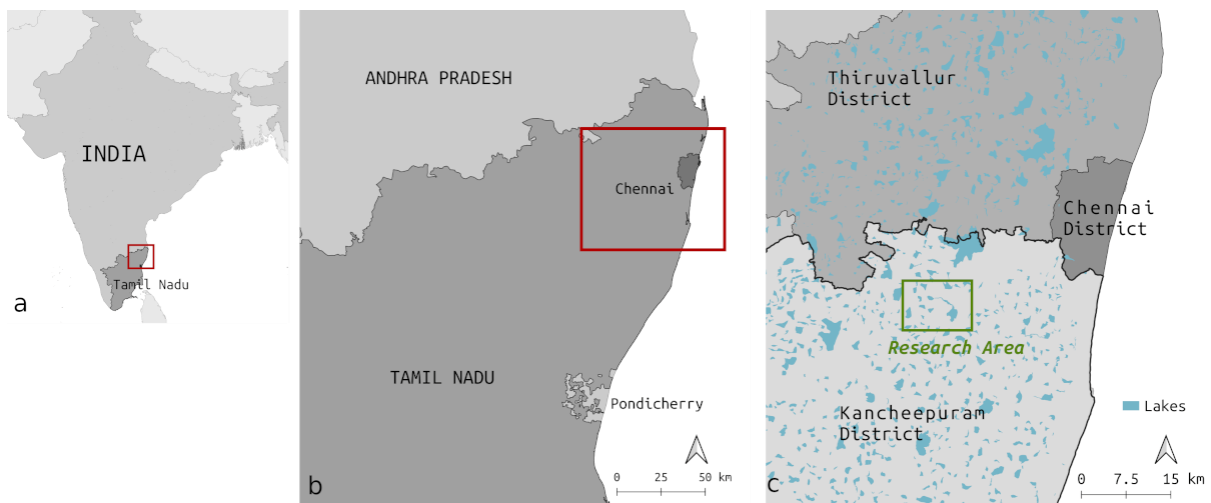 INDIA
Tamil Nadu
a
ANDHRA PRADESH
Chennai
TAMIL NADU
Pondicherry
b
0 25 50 km
Thiruvallur
District
Chennai
District
Research Area
Kancheepuram
District
Lakes
c
0 7.5 15 km